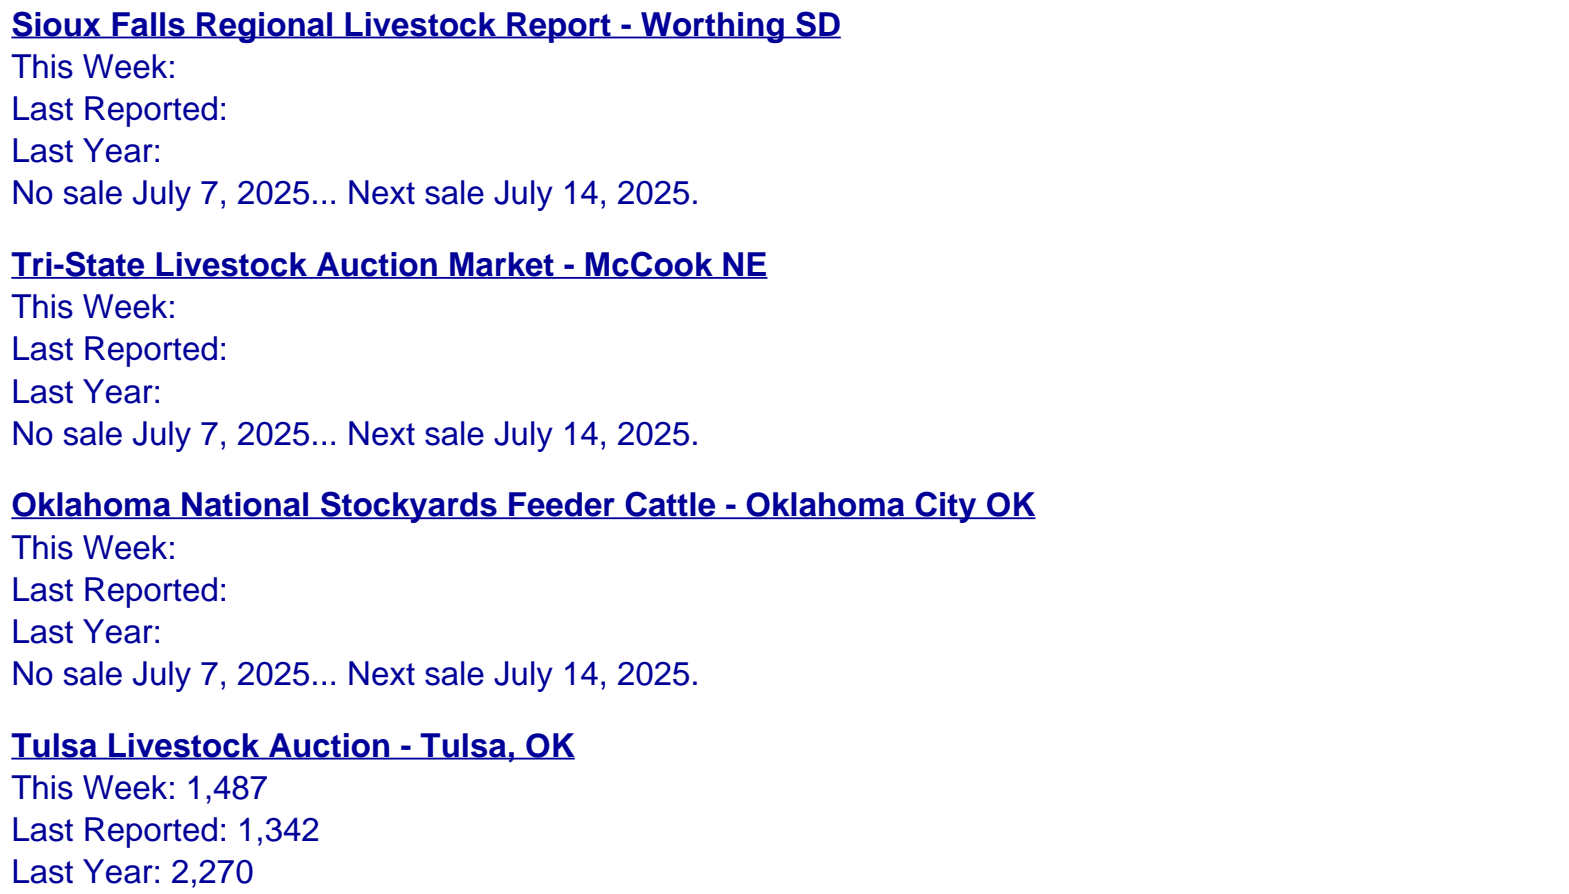 Sioux Falls Regional Livestock Report - Worthing SD
This Week:
Last Reported:
Last Year:
No sale July 7, 2025... Next sale July 14, 2025.
Tri-State Livestock Auction Market - McCook NE
This Week:
Last Reported:
Last Year:
No sale July 7, 2025... Next sale July 14, 2025.
Oklahoma National Stockyards Feeder Cattle - Oklahoma City OK
This Week:
Last Reported:
Last Year:
No sale July 7, 2025... Next sale July 14, 2025.
Tulsa Livestock Auction - Tulsa, OK
This Week: 1,487
Last Reported: 1,342
Last Year: 2,270